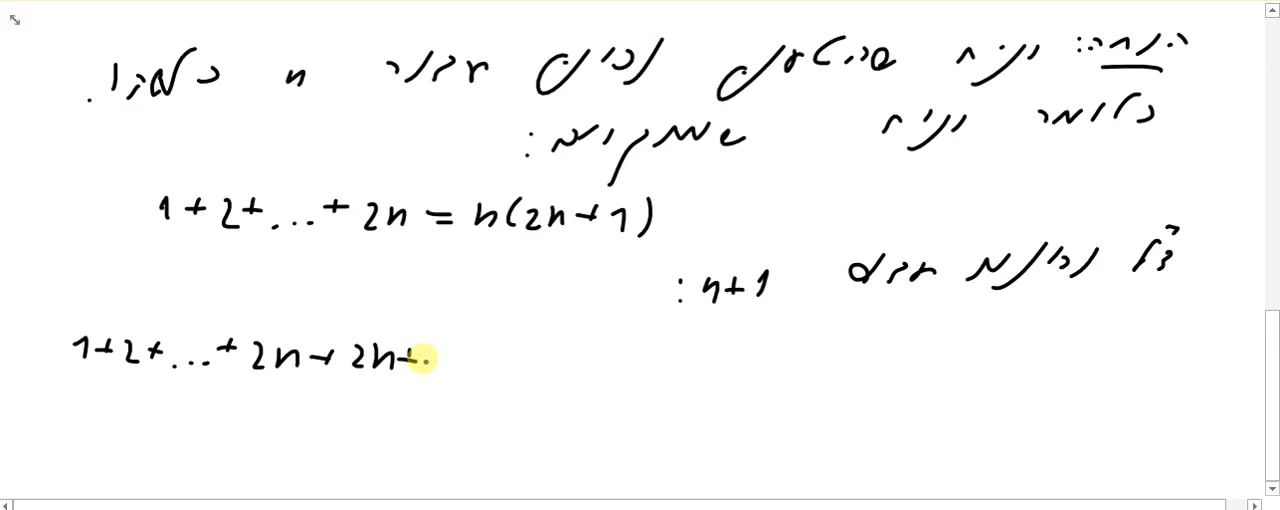 הנחה: נניח שהטענה נכונה עבור n כלשהו.
כלומר נניח שמתקיים:
1+2+...+2n=n(2n+1)
צ"ל נכונות עבור n+1:
1+2+...+2n+2n+